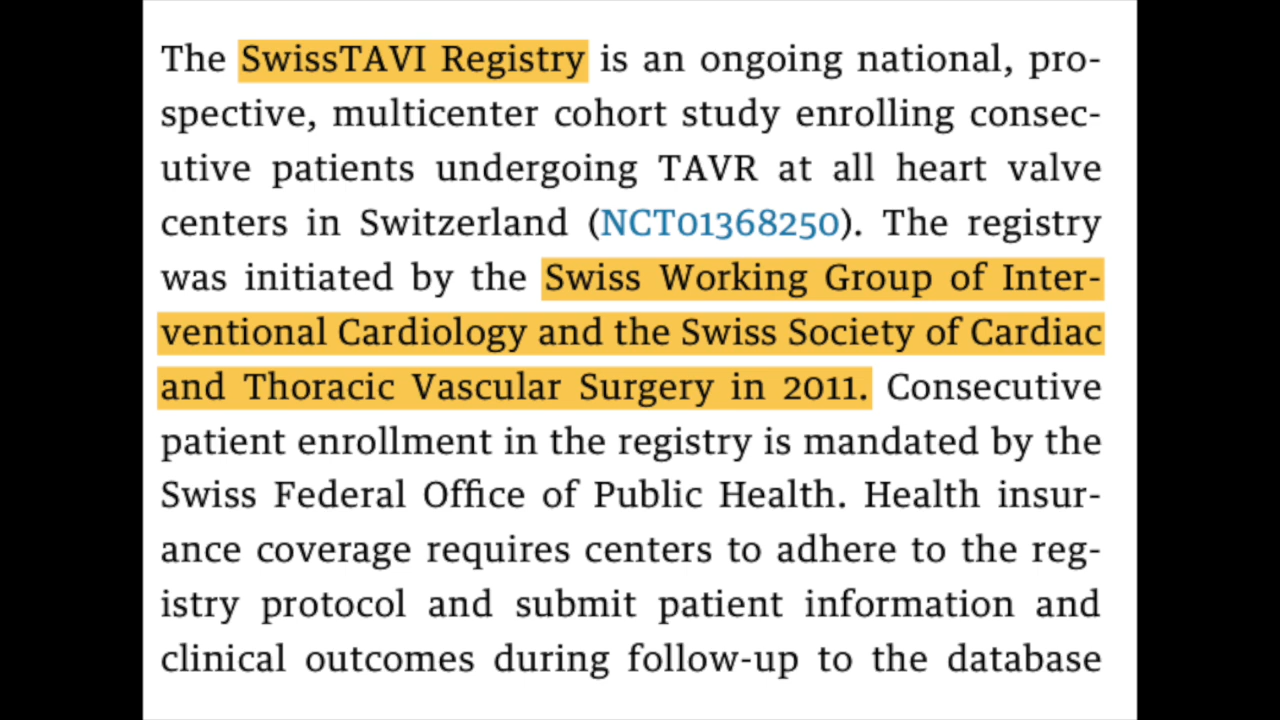 The SwissTAVI Registry is an ongoing national, pro-
spective, multicenter cohort study enrolling consec-
utive patients undergoing TAVR at all heart valve
centers in Switzerland (NCT01368250). The registry
was initiated by the Swiss Working Group of Inter-
ventional Cardiology and the Swiss Society of Cardiac
and Thoracic Vascular Surgery in 2011. Consecutive
patient enrollment in the registry is mandated by the
Swiss Federal Office of Public Health. Health insur-
ance coverage requires centers to adhere to the reg-
istry protocol and submit patient information and
clinical outcomes during follow-up to the database